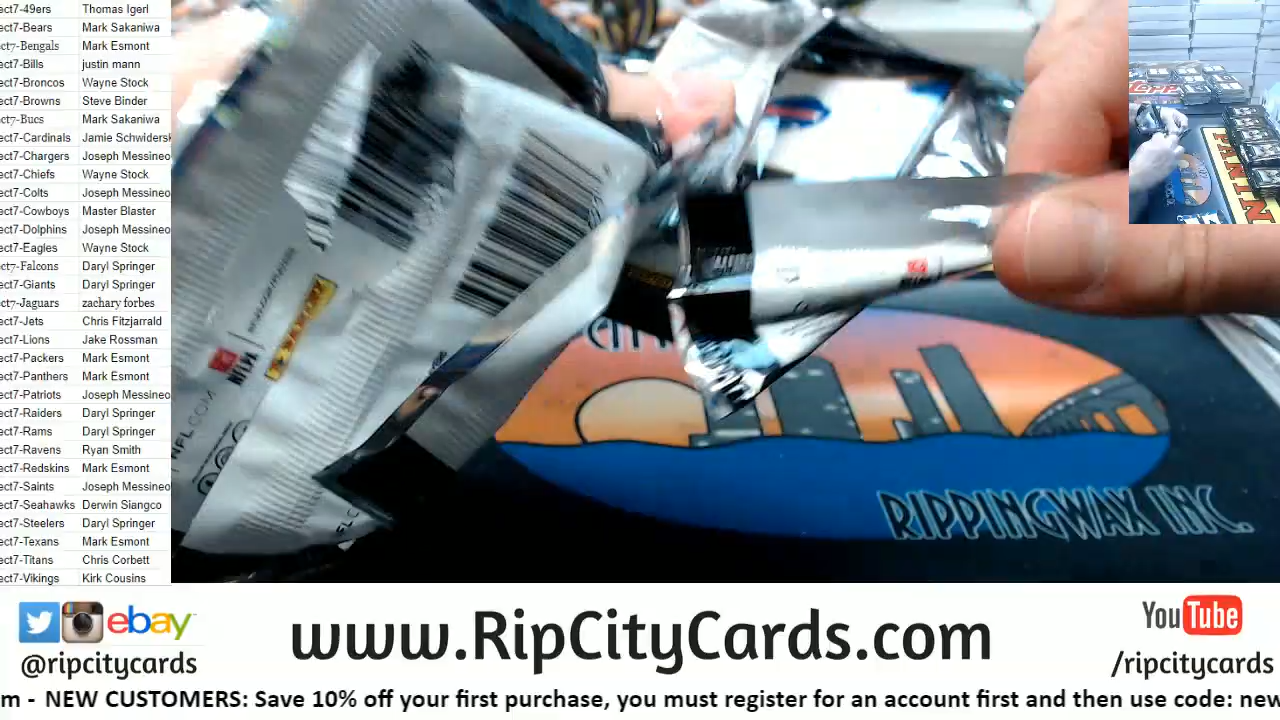 ect7-49ers Thomas Igerl
ect7-Bears Mark Sakaniwa
ct7-Bengals Mark Esmont
ect7-Bills justin mann
ect7-Broncos Wayne Stock
ect7-Browns Steve Binder
ect7-Bucs Mark Sakaniwa
ect7-Cardinals Jamie Schwidersk
ect7-Chargers Joseph Messineo
ect7-Chiefs Wayne Stock
ect7-Colts Joseph Messineo
ect7-Cowboys Master Blaster
ect7-Dolphins Joseph Messineo
ect7-Eagles Wayne Stock
ect7-Falcons Daryl Springer
ect7-Giants Daryl Springer
ect7-Jaguars zachary forbes
ect7-Jets Chris Fitzjarrald
ect7-Lions Jake Rossman
ect7-Packers Mark Esmont
ect7-Panthers Mark Esmont
ect7-Patriots Joseph Messineo
ect7-Raiders Daryl Springer
ect7-Rams Daryl Springer
ect7-Ravens Ryan Smith
ect7-Redskins Mark Esmont
ect7-Saints Joseph Messineo
ect7-Seahawks Derwin Siangco
ect7-Steelers Daryl Springer
ect7-Texans Mark Esmont
ect7-Titans Chris Corbett
ect7-Vikings Kirk Cousins
NFL.COM
PANINI
RIPPINGWAX INC.
ebay
@ripcitycards
www.RipCityCards.com
YouTube
/ripcitycards
m - NEW CUSTOMERS: Save 10% off your first purchase, you must register for an account first and then use code: new